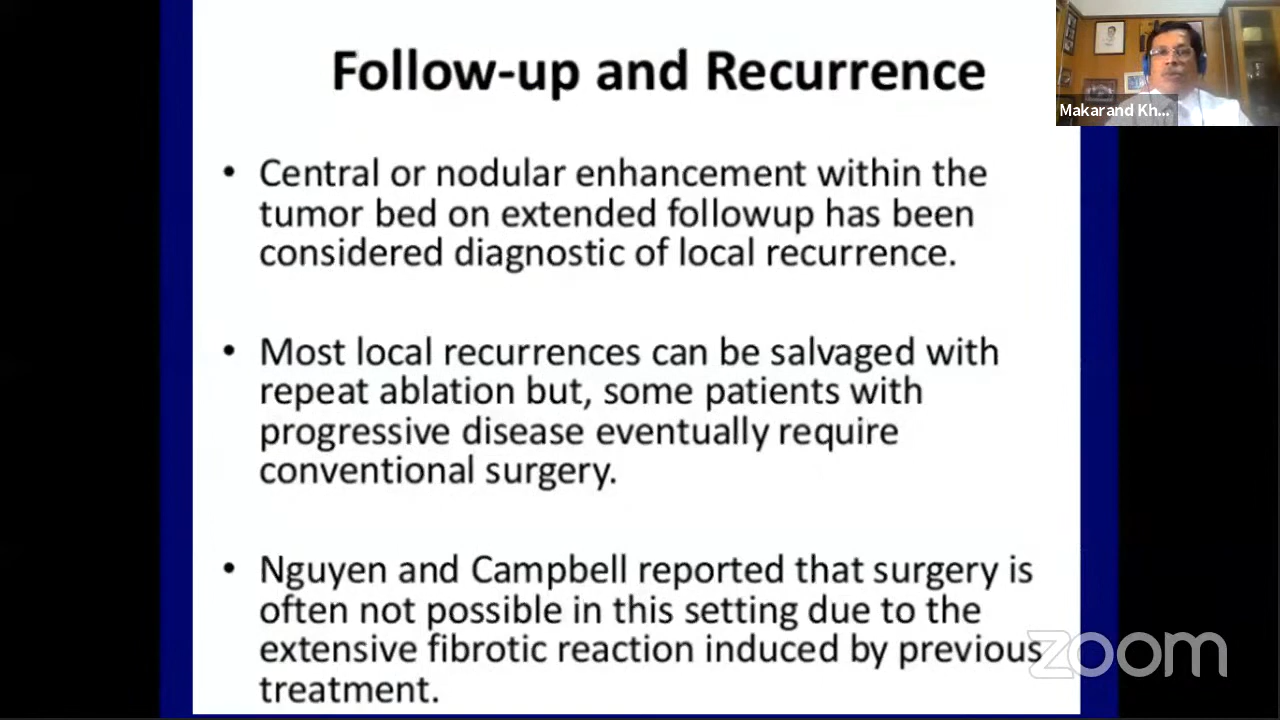 Follow-up and Recurrence
Makarand Kh...
• Central or nodular enhancement within the
tumor bed on extended followup has been
considered diagnostic of local recurrence.
• Most local recurrences can be salvaged with
repeat ablation but, some patients with
progressive disease eventually require
conventional surgery.
• Nguyen and Campbell reported that surgery is
often not possible in this setting due to the
extensive fibrotic reaction induced by previous
treatment.
zoom